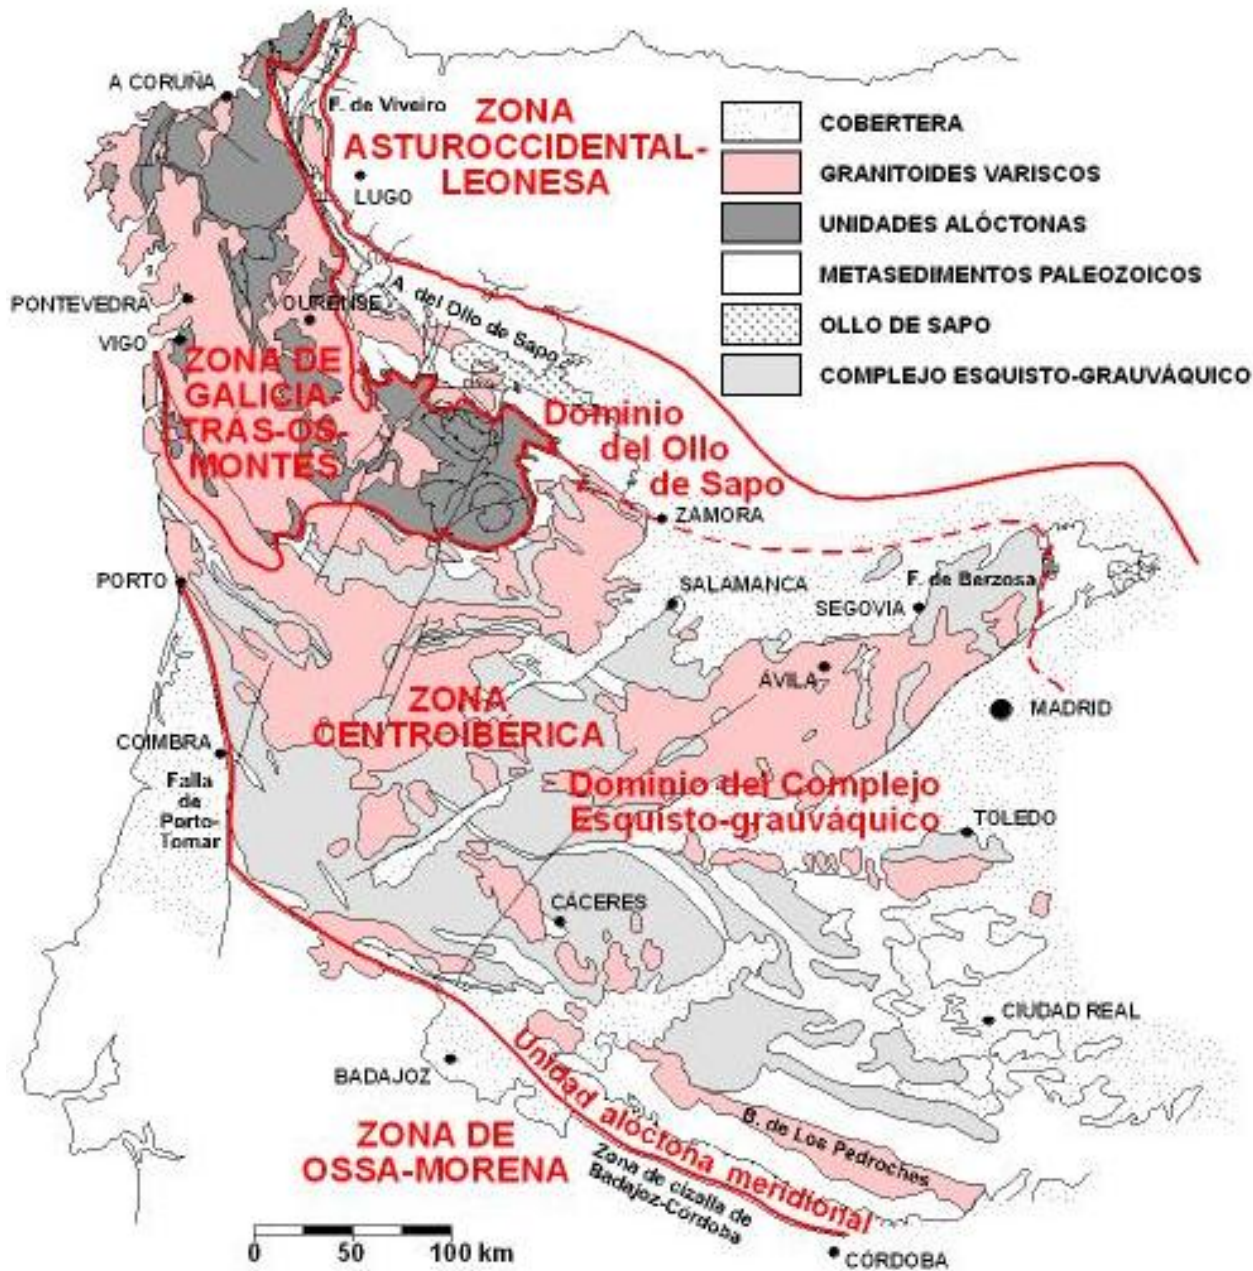 A CORUÑA
F. de Viveiro
ZONA
ASTUROCCIDENTAL-
LEONESA
LUGO
COBERTERA
GRANITOIDES VARISCOS
UNIDADES ALÓCTONAS
METASEDIMENTOS PALEOZOICOS
OLLO DE SAPO
COMPLEJO ESQUISTO-GRAUVÁQUICO
PONTEVEDRA
OURENSE
A. del Ollo de Sapo
VIGO
ZONA DE
GALICIA-
TRÁS-OS-
MONTES
Dominio
del Ollo
de Sapo
ZAMORA
PORTO
SALAMANCA
F. de Berzosa
SEGOVIA
ÁVILA
ZONA
CENTROIBÉRICA
MADRID
COIMBRA
Falla
de
Porto-
Tomar
Dominio del Complejo
Esquisto-grauváquico
TOLEDO
CÁCERES
CIUDAD REAL
BADAJOZ
Unidad alóctona meridional
B. de Los Pedroches
ZONA DE
OSSA-MORENA
Zona de cizalla de
Badajoz-Córdoba
0 50 100 km
CÓRDOBA